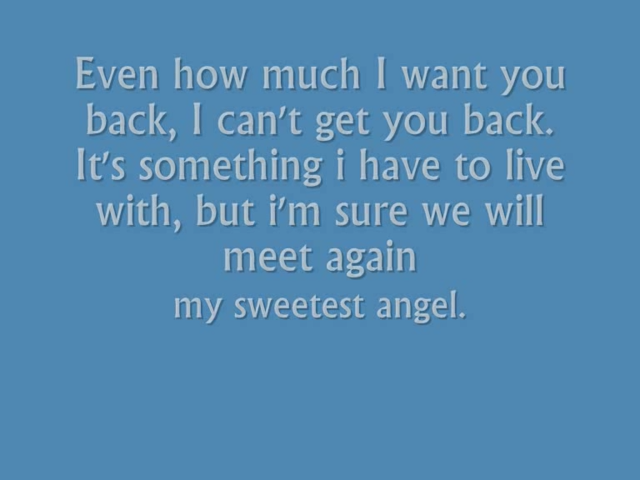 Even how much I want you
back, I can't get you back.
It's something i have to live
with, but i'm sure we will
meet again
my sweetest angel.